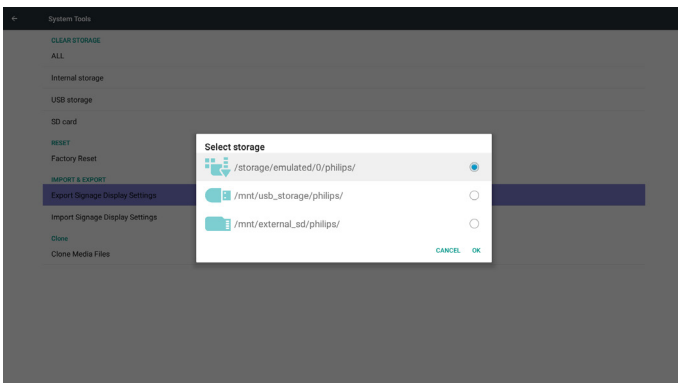 System Tools
CLEAR STORAGE
ALL
Internal storage
USB storage
SD card
RESET
Factory Reset
IMPORT & EXPORT
Export Signage Display Settings
Import Signage Display Settings
Clone
Clone Media Files
Select storage
/storage/emulated/0/philips/
/mnt/usb_storage/philips/
/mnt/external_sd/philips/
CANCEL OK